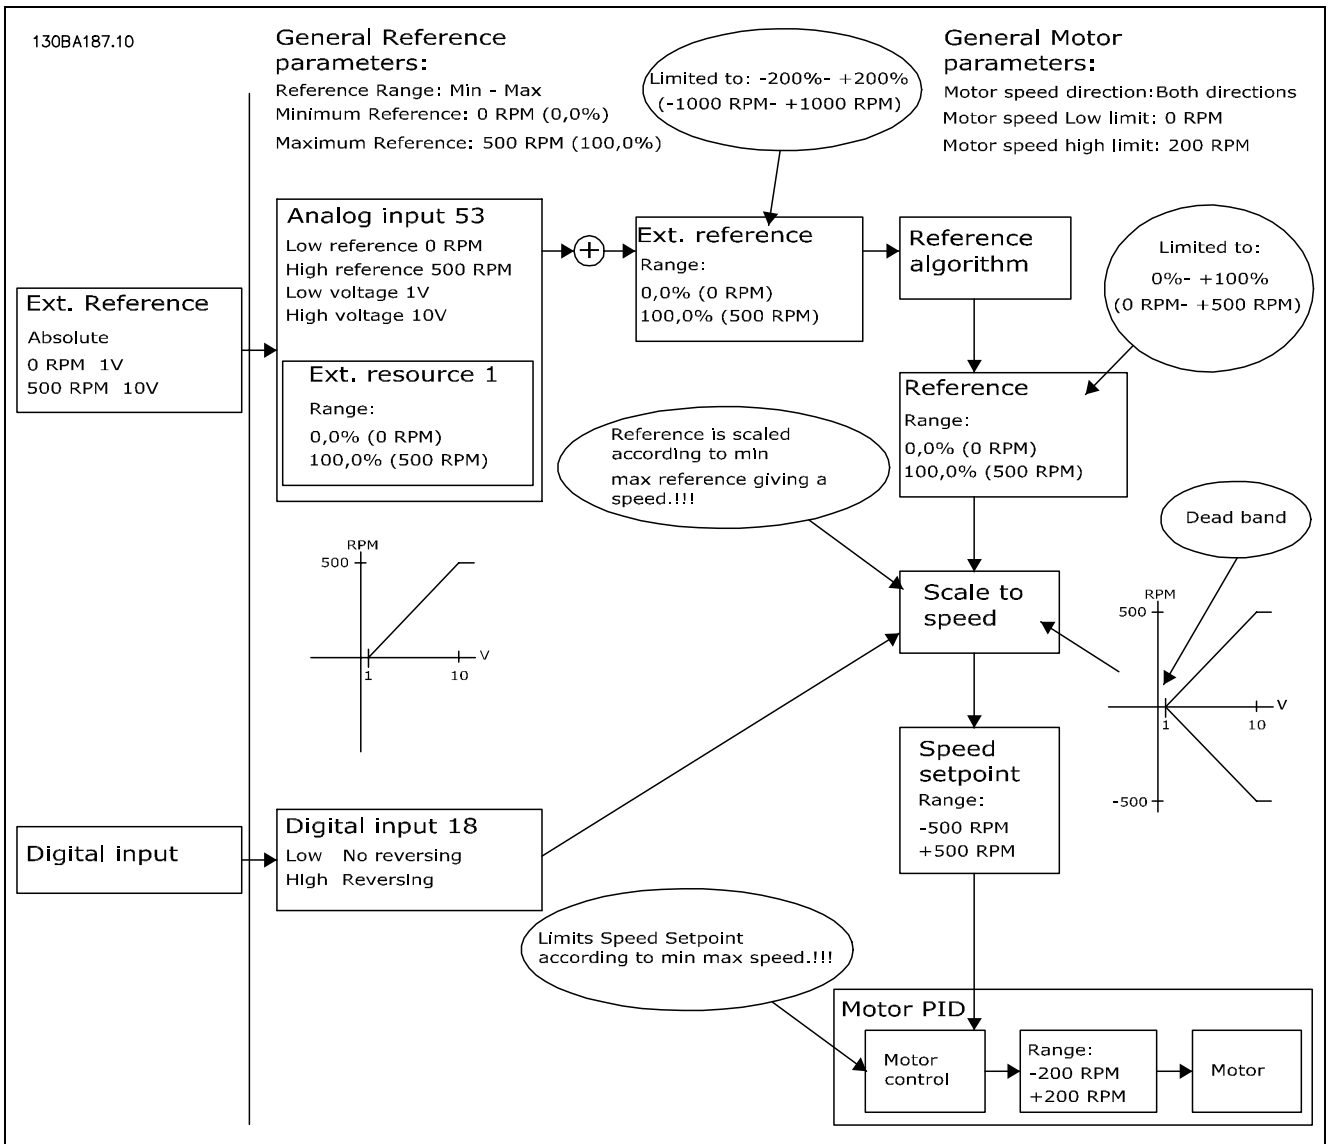 130BA187.10
General Reference
parameters:
Reference Range: Min - Max
Minimum Reference: 0 RPM (0,0%)
Maximum Reference: 500 RPM (100,0%)
Limited to: -200%- +200%
(-1000 RPM- +1000 RPM)
General Motor
parameters:
Motor speed direction:Both directions
Motor speed Low limit: 0 RPM
Motor speed high limit: 200 RPM
Ext. Reference
Absolute
0 RPM 1V
500 RPM 10V
Analog input 53
Low reference 0 RPM
High reference 500 RPM
Low voltage 1V
High voltage 10V
Ext. resource 1
Range:
0,0% (0 RPM)
100,0% (500 RPM)
+
Ext. reference
Range:
0,0% (0 RPM)
100,0% (500 RPM)
Reference
algorithm
Limited to:
0%- +100%
(0 RPM- +500 RPM)
Reference
Range:
0,0% (0 RPM)
100,0% (500 RPM)
Reference is scaled
according to min
max reference giving a
speed.!!!
Dead band
RPM
500
V
1
10
Scale to
speed
RPM
500
V
1
10
-500
Speed
setpoint
Range:
-500 RPM
+500 RPM
Digital input
Digital input 18
Low No reversing
High Reversing
Limits Speed Setpoint
according to min max speed.!!!
Motor PID
Motor
control
Range:
-200 RPM
+200 RPM
Motor